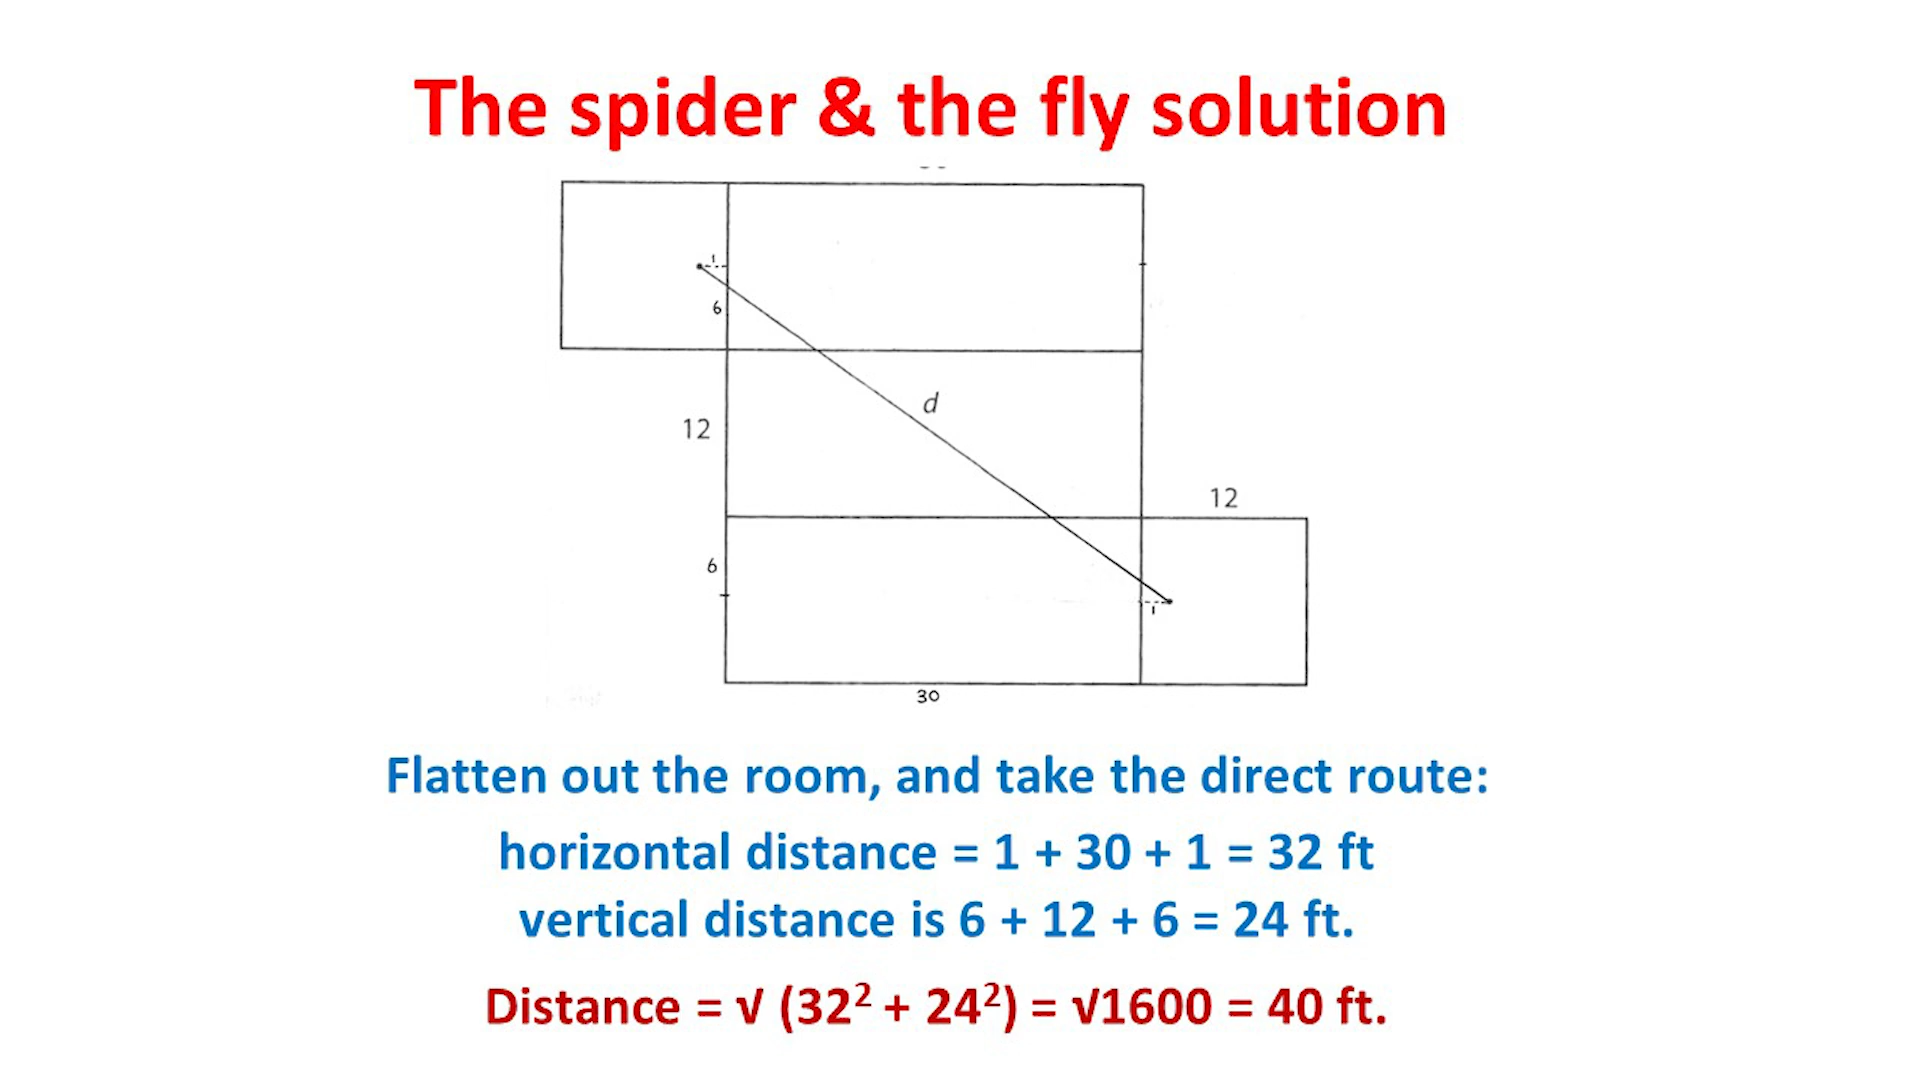 The spider & the fly solution
1
6
d
12
12
6
1
30
Flatten out the room, and take the direct route:
horizontal distance = 1 + 30 + 1 = 32 ft
vertical distance is 6 + 12 + 6 = 24 ft.
Distance = √ (32² + 24²) = √1600 = 40 ft.